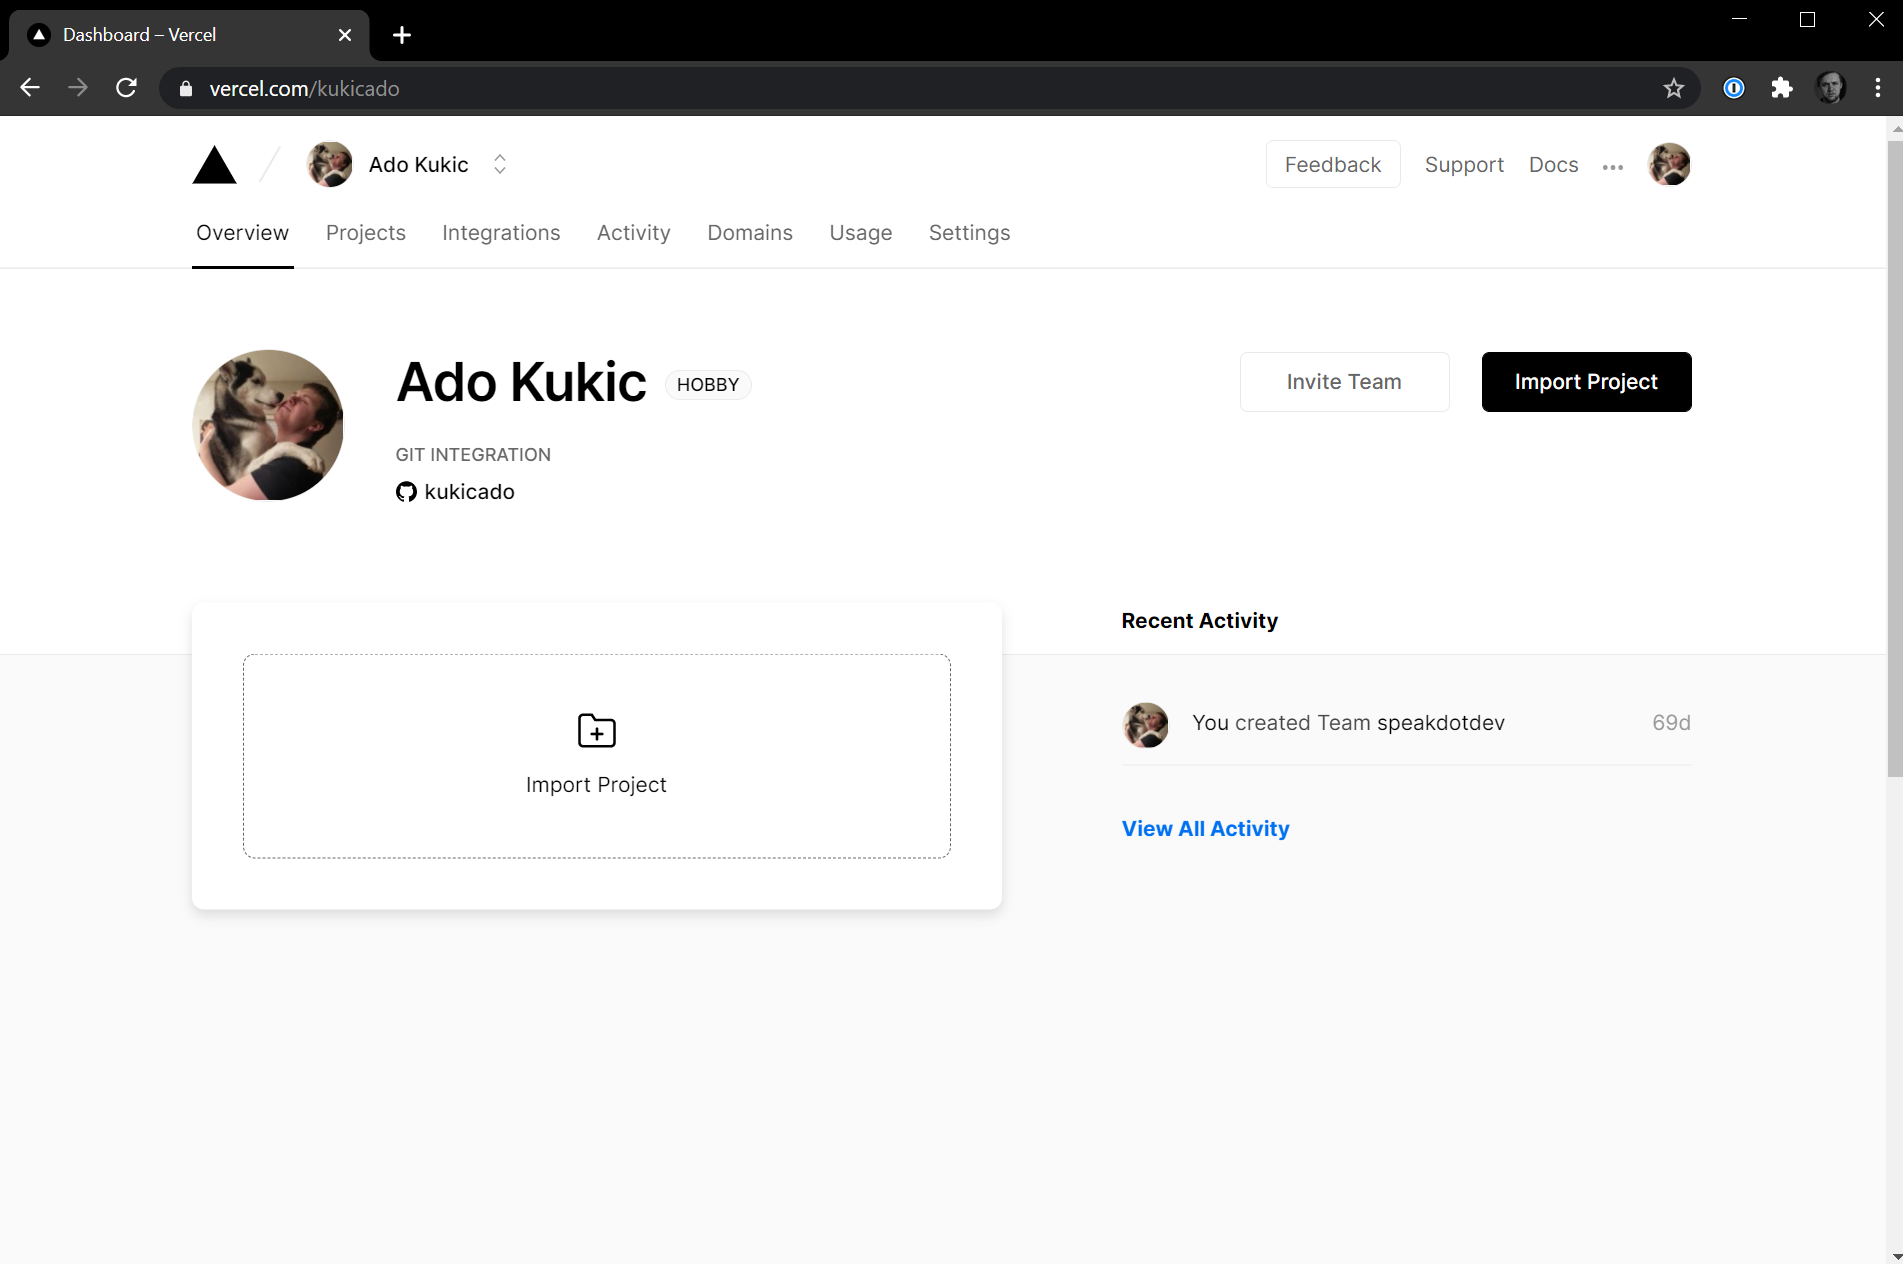 Dashboard – Vercel
vercel.com/kukicado
Ado Kukic
Feedback Support Docs
Overview Projects Integrations Activity Domains Usage Settings
Ado Kukic HOBBY
Invite Team Import Project
GIT INTEGRATION
kukicado
Recent Activity
Import Project
You created Team speakdotdev 69d
View All Activity